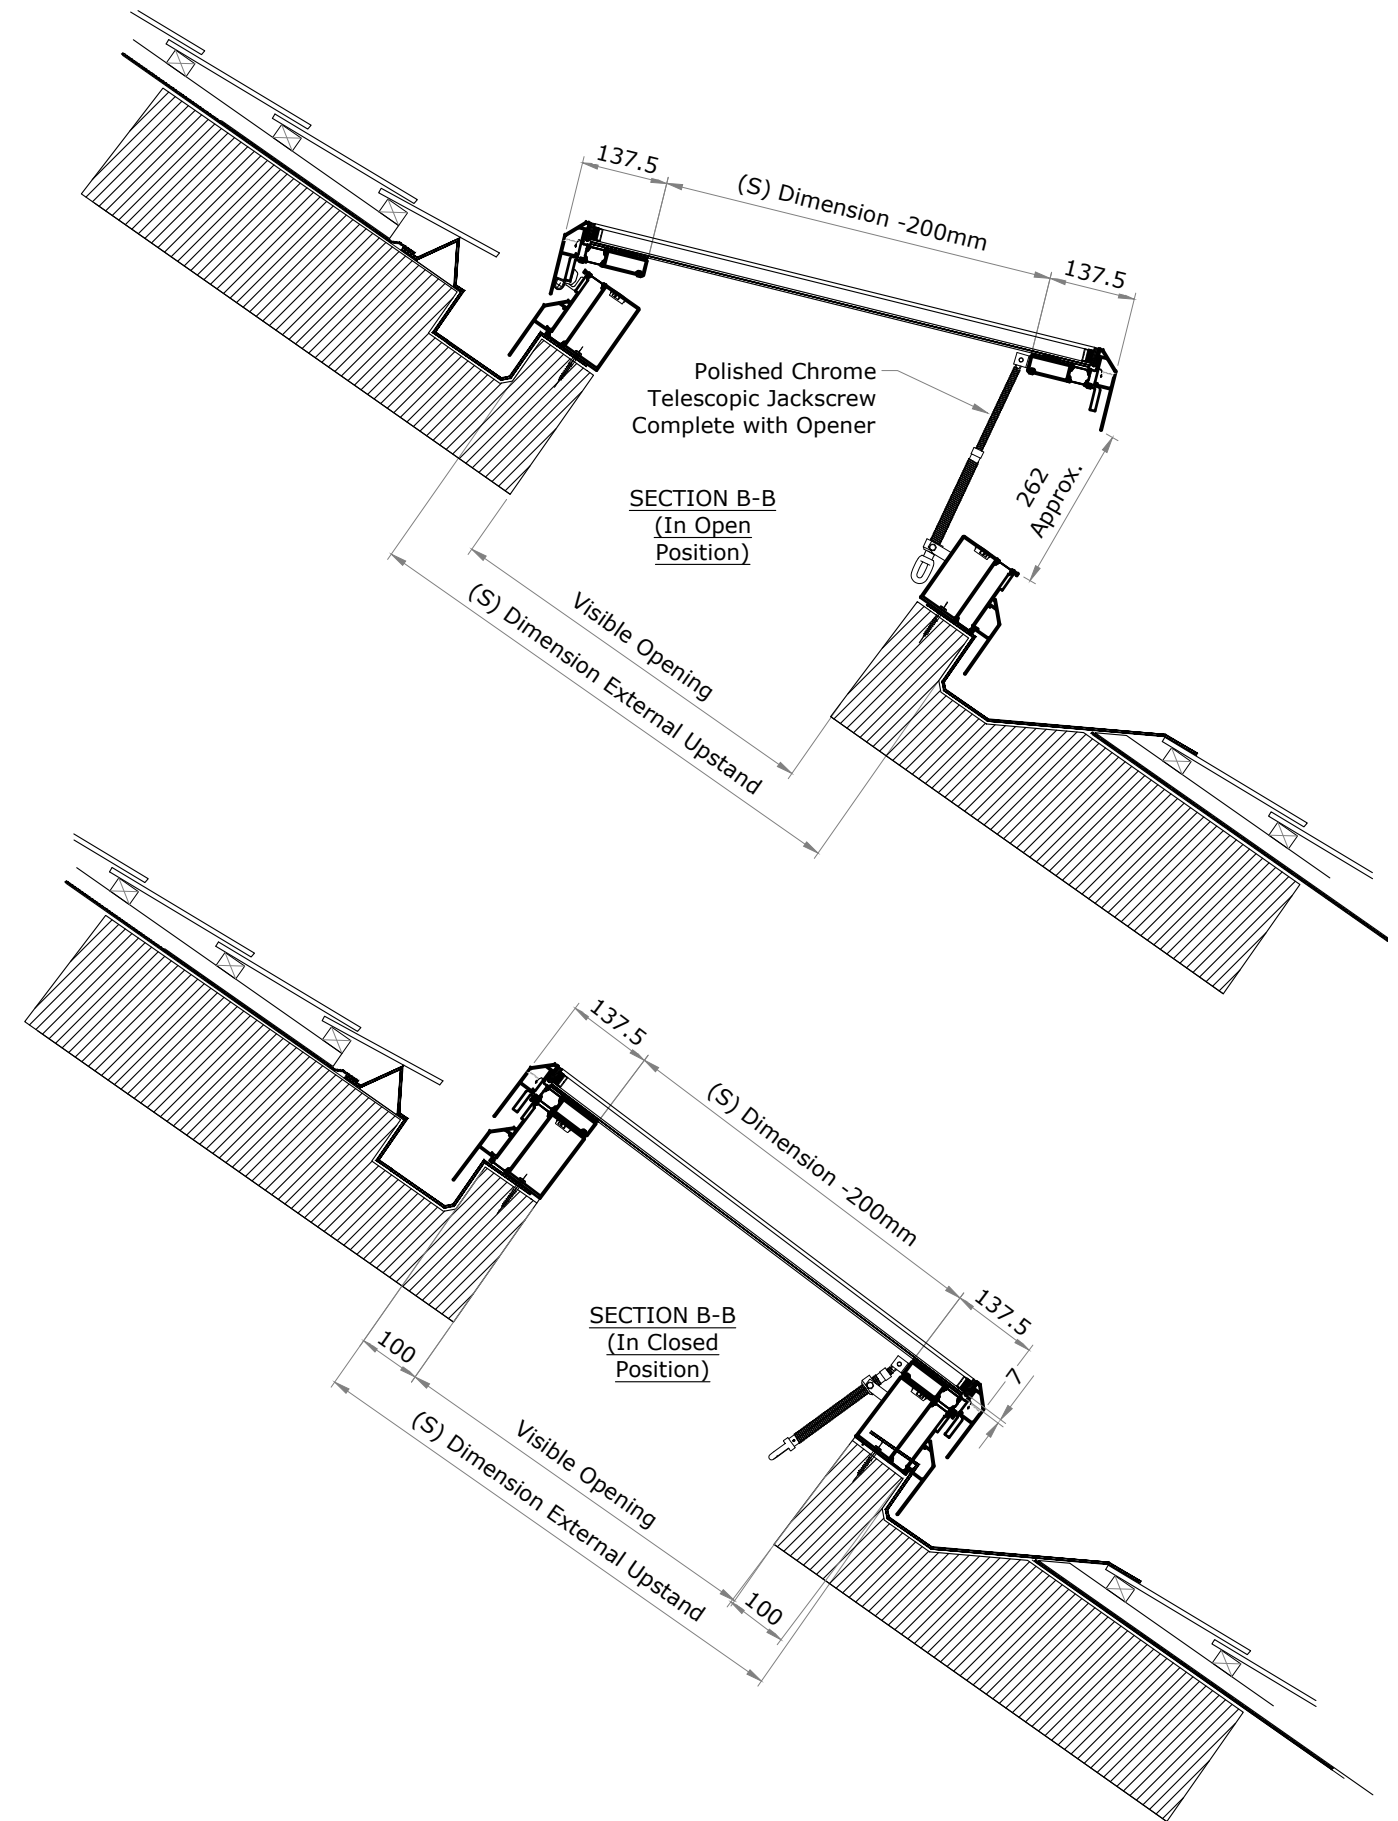 137.5
(S) Dimension -200mm
137.5
Polished Chrome
Telescopic Jackscrew
Complete with Opener
262
Approx.
SECTION B-B
(In Open
Position)
Visible Opening
(S) Dimension External Upstand
137.5
(S) Dimension -200mm
137.5
7
SECTION B-B
(In Closed
Position)
100
Visible Opening
(S) Dimension External Upstand
100